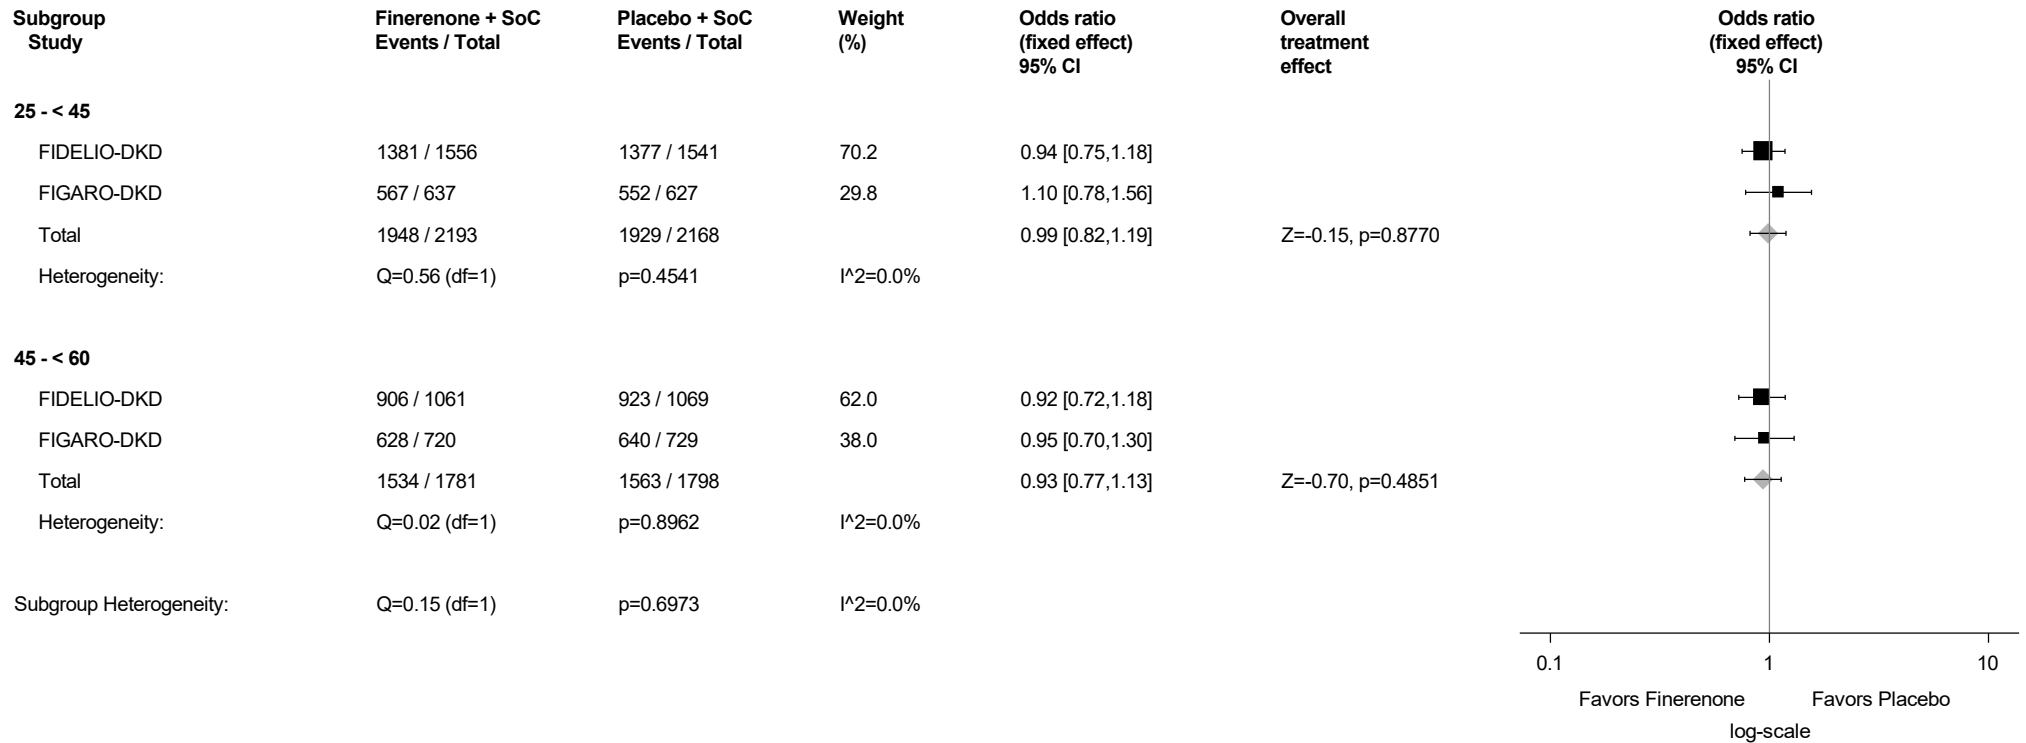 Subgroup Finerenone + SoC Placebo + SoC Weight Odds ratio Overall Odds ratio
Study Events / Total Events / Total (%) (fixed effect) treatment (fixed effect)
95% CI effect 95% CI
25 - < 45
FIDELIO-DKD 1381 / 1556 1377 / 1541 70.2 0.94 [0.75,1.18]
FIGARO-DKD 567 / 637 552 / 627 29.8 1.10 [0.78,1.56]
Total 1948 / 2193 1929 / 2168 0.99 [0.82,1.19] Z=-0.15, p=0.8770
Heterogeneity: Q=0.56 (df=1) p=0.4541 I^2=0.0%
45 - < 60
FIDELIO-DKD 906 / 1061 923 / 1069 62.0 0.92 [0.72,1.18]
FIGARO-DKD 628 / 720 640 / 729 38.0 0.95 [0.70,1.30]
Total 1534 / 1781 1563 / 1798 0.93 [0.77,1.13] Z=-0.70, p=0.4851
Heterogeneity: Q=0.02 (df=1) p=0.8962 I^2=0.0%
Subgroup Heterogeneity: Q=0.15 (df=1) p=0.6973 I^2=0.0%
0.1 1 10
Favors Finerenone Favors Placebo
log-scale